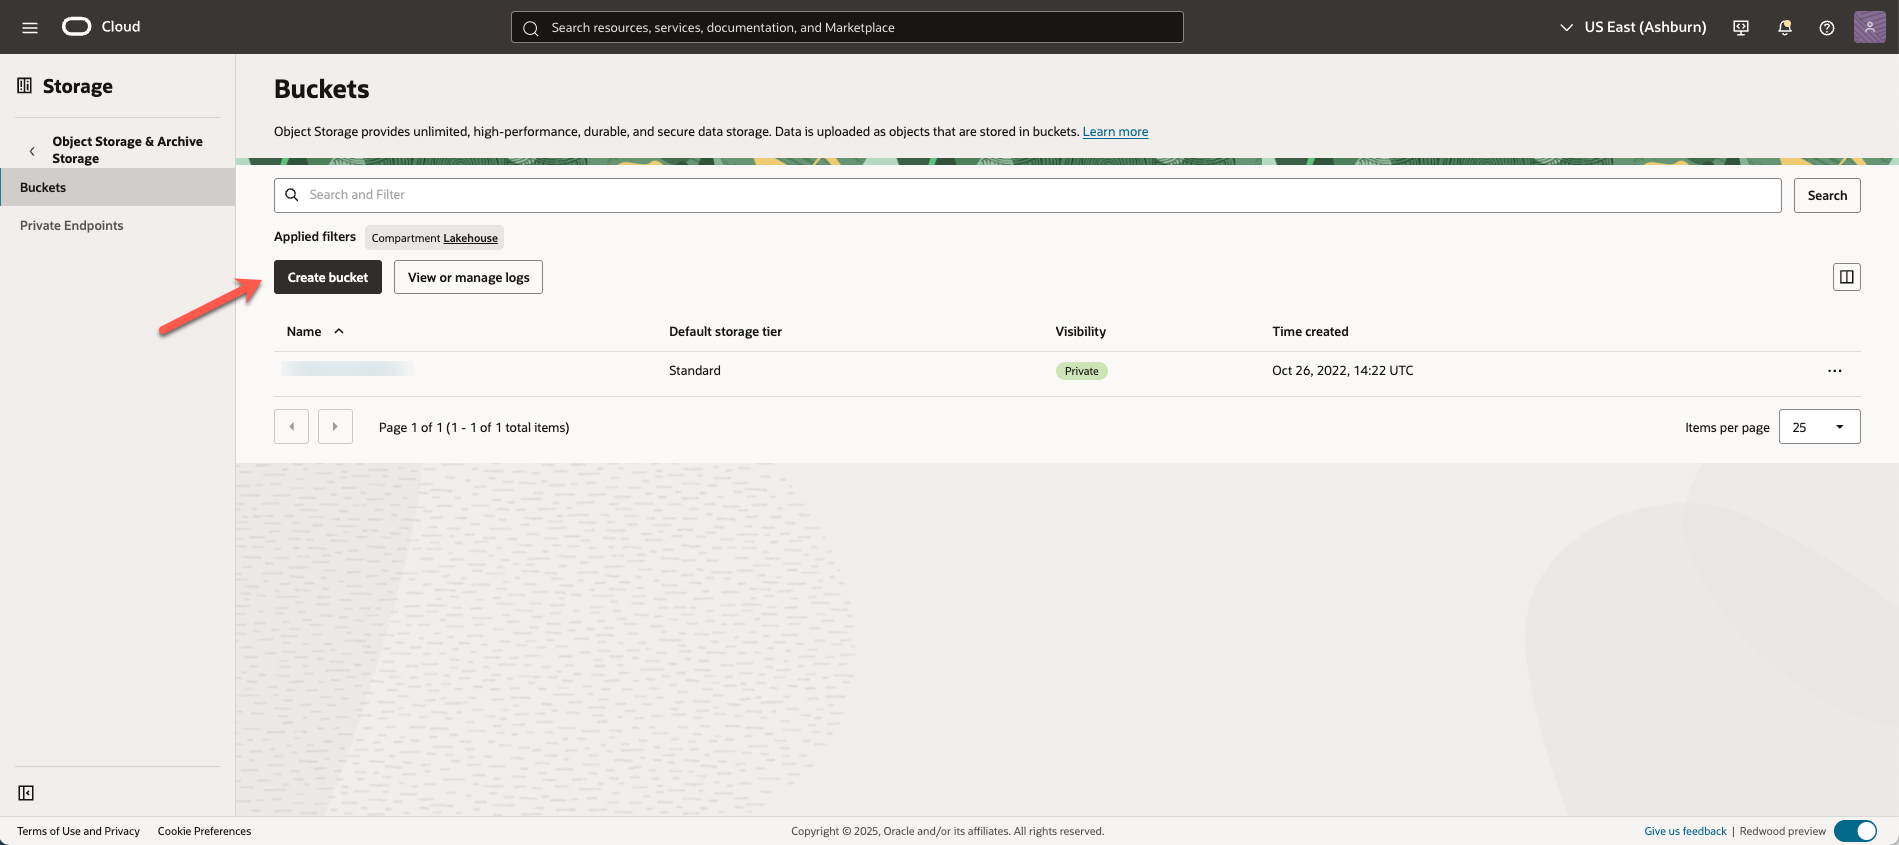 Cloud
Search resources, services, documentation, and Marketplace
US East (Ashburn)
Storage
Object Storage & Archive
Storage
Buckets
Private Endpoints
Buckets
Object Storage provides unlimited, high-performance, durable, and secure data storage. Data is uploaded as objects that are stored in buckets. Learn more
Search and Filter
Search
Applied filters Compartment Lakehouse
Create bucket View or manage logs
Name Default storage tier Visibility Time created
Standard Private Oct 26, 2022, 14:22 UTC
Page 1 of 1 (1 - 1 of 1 total items)
Items per page 25
Terms of Use and Privacy Cookie Preferences
Copyright © 2025, Oracle and/or its affiliates. All rights reserved.
Give us feedback | Redwood preview